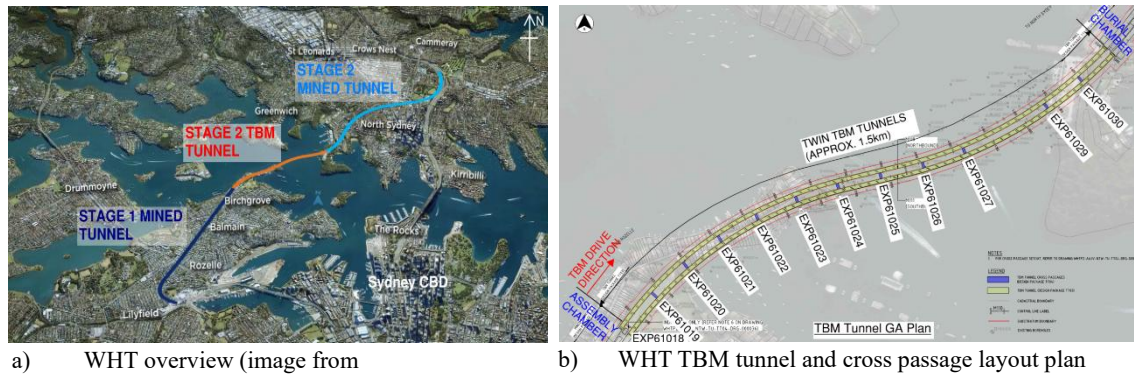 N
Cammeray
Crows Nest
St Leonards
STAGE 2
MINED TUNNEL
Greenwich
STAGE 2 TBM
TUNNEL
North Sydney
Drummoyne
Kirribilli
Birchgrove
STAGE 1 MINED
TUNNEL
Balmain
The Rocks
Rozelle
Sydney CBD
Lilyfield
a) WHT overview (image from
BURIAL
CHAMBER
EXP61030
EXP61029
TWIN TBM TUNNELS
(APPROX. 1.5km)
NORTHBOUND
EXP61027
EXP61026
EXP61025
EXP61024
EXP61023
EXP61022
EXP61021
EXP61020
EXP61019
EXP61018
TBM DRIVE
DIRECTION
ASSEMBLY
CHAMBER
NOTES
LEGEND
TBM Tunnel GA Plan
b) WHT TBM tunnel and cross passage layout plan